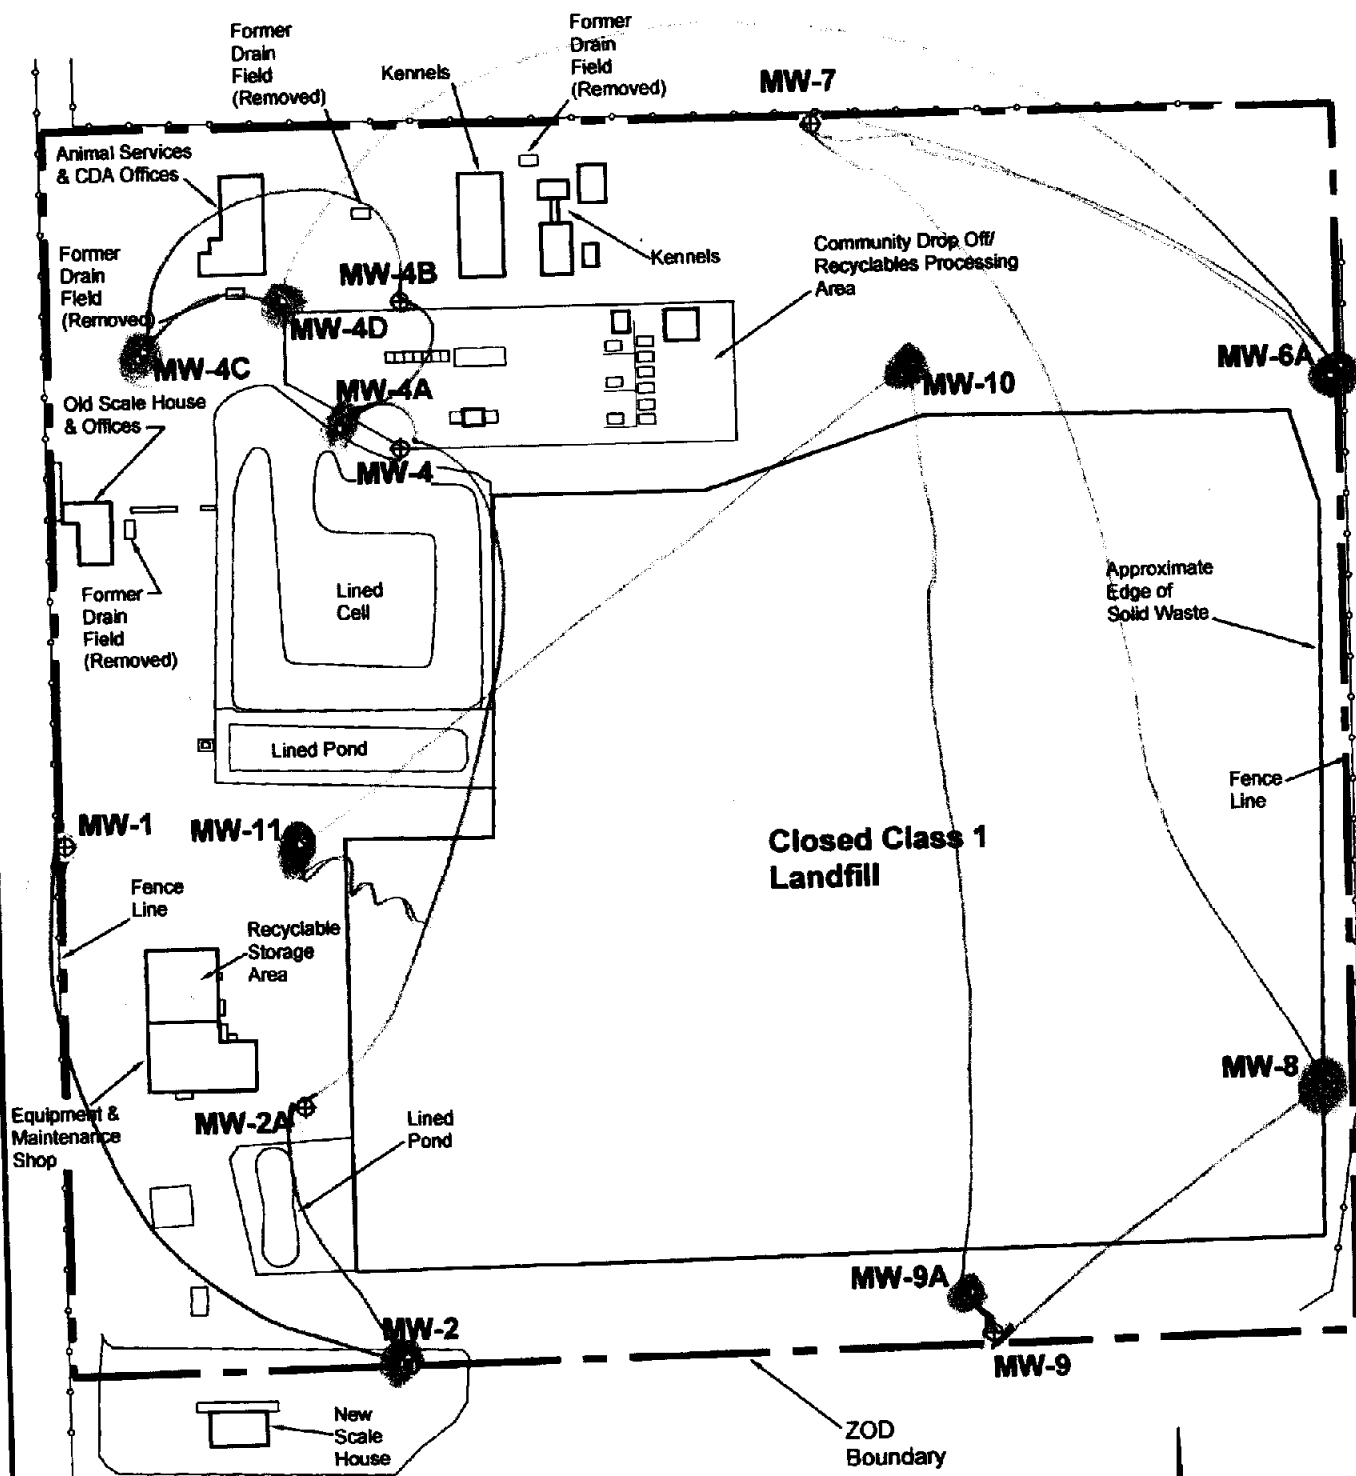 Former
Drain
Field
(Removed)
Kennels
Former
Drain
Field
(Removed)
MW-7
Animal Services
& CDA Offices
Former
Drain
Field
(Removed)
MW-4B
Kennels
Community Drop Off/
Recyclables Processing
Area
MW-4D
MW-4C
MW-4A
MW-10
MW-6A
Old Scale House
& Offices
MW-4
Lined
Cell
Approximate
Edge of
Solid Waste
Former
Drain
Field
(Removed)
Lined Pond
Fence
Line
MW-1
MW-11
Closed Class 1
Landfill
Fence
Line
Recyclable
Storage
Area
MW-8
Equipment &
Maintenance
Shop
MW-2A
Lined
Pond
MW-9A
MW-2
MW-9
New
Scale
House
ZOD
Boundary